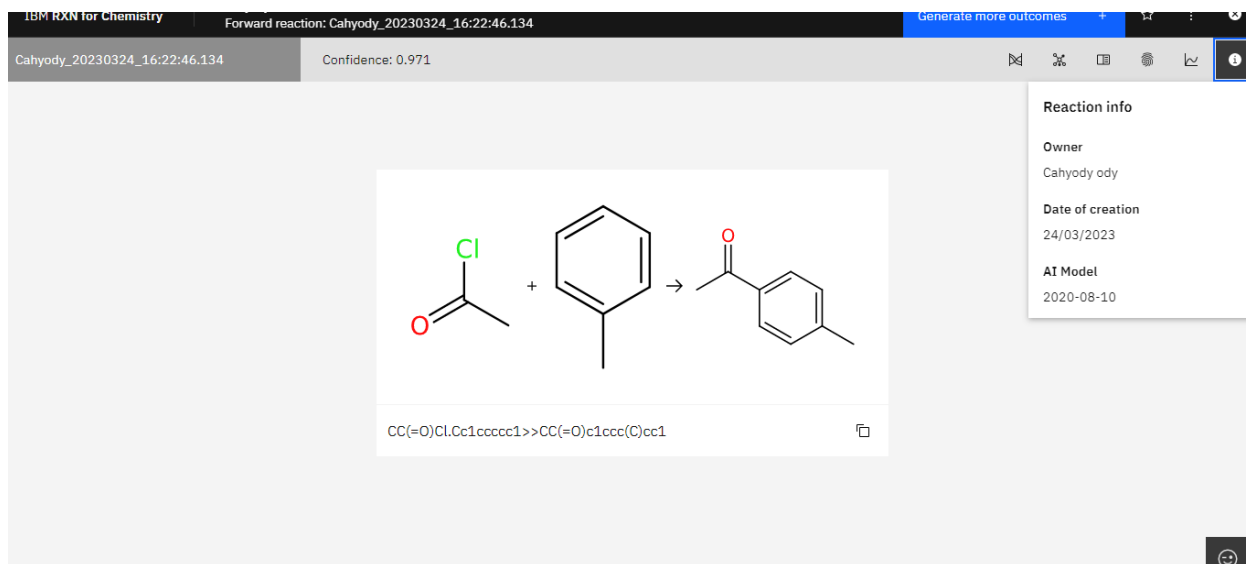 IBM RXN for Chemistry
Forward reaction: Cahyody_20230324_16:22:46.134
Generate more outcomes +
Cahyody_20230324_16:22:46.134
Confidence: 0.971
Reaction info
Owner
Cahyody ody
Date of creation
24/03/2023
AI Model
2020-08-10
Cl
O
+
→
O
CC(=O)Cl.Cc1ccccc1>>CC(=O)c1ccc(C)cc1